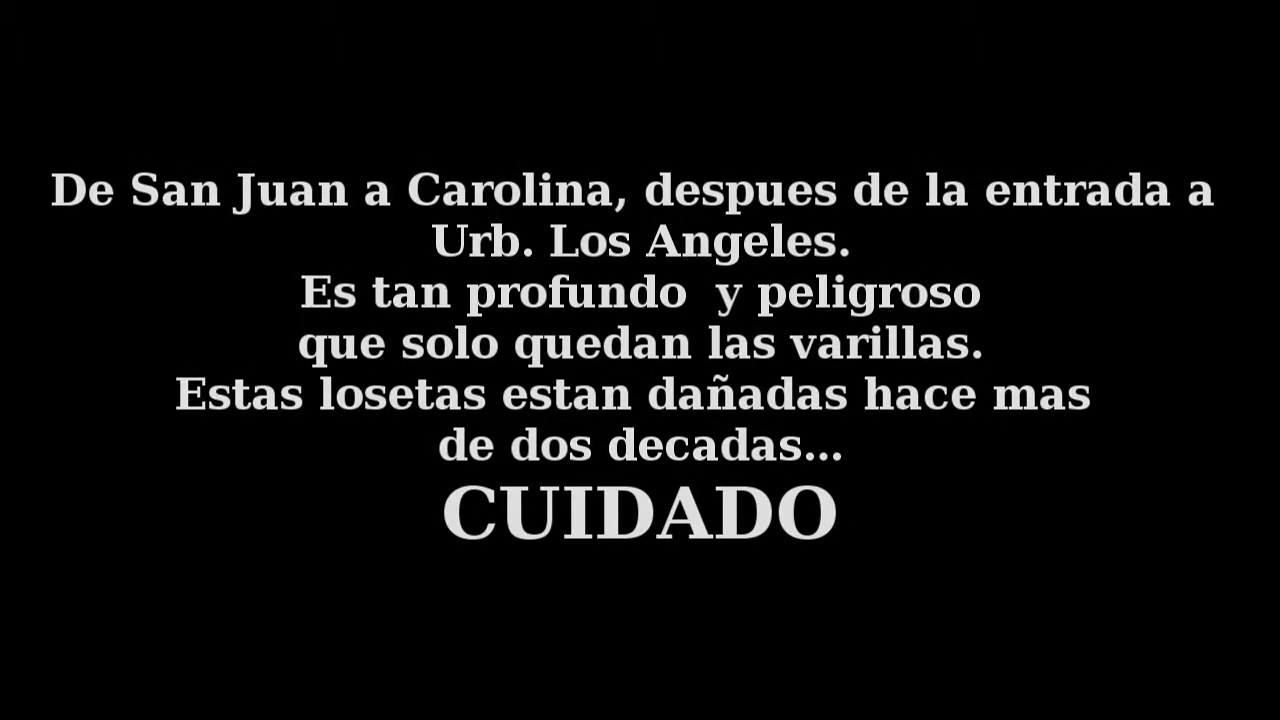 De San Juan a Carolina, despues de la entrada a
Urb. Los Angeles.
Es tan profundo  y peligroso
que solo quedan las varillas.
Estas losetas estan dañadas hace mas
de dos decadas...
CUIDADO